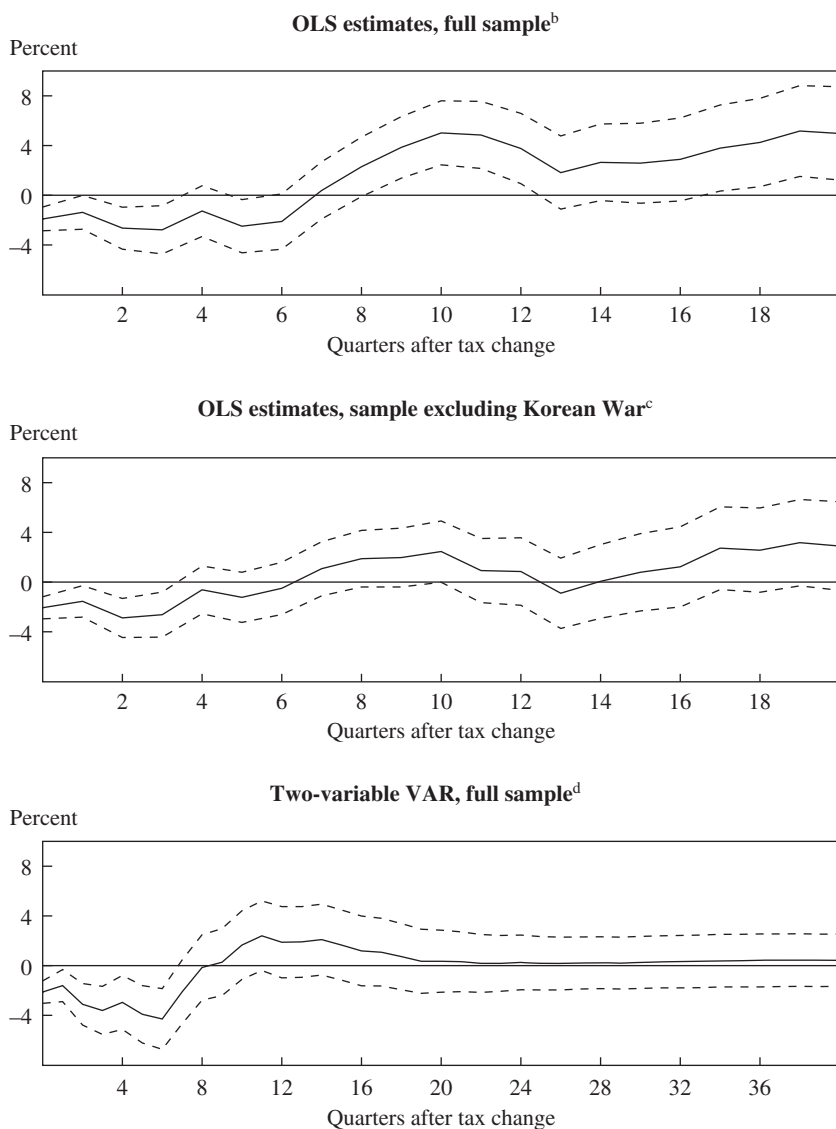 OLS estimates, full sampleᵇ
Percent
8
4
0
–4
2 4 6 8 10 12 14 16 18
Quarters after tax change
OLS estimates, sample excluding Korean Warᶜ
Percent
8
4
0
–4
2 4 6 8 10 12 14 16 18
Quarters after tax change
Two-variable VAR, full sampleᵈ
Percent
8
4
0
–4
4 8 12 16 20 24 28 32 36
Quarters after tax change